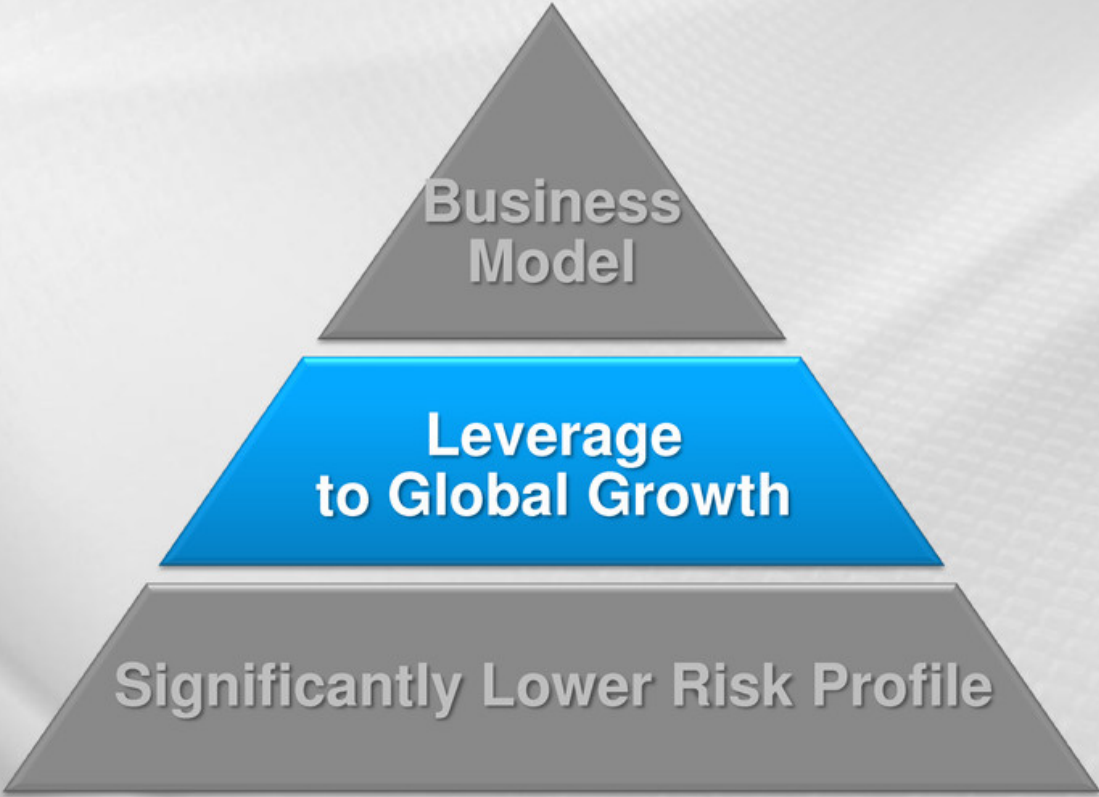 Business
Model
Leverage
to Global Growth
Significantly Lower Risk Profile